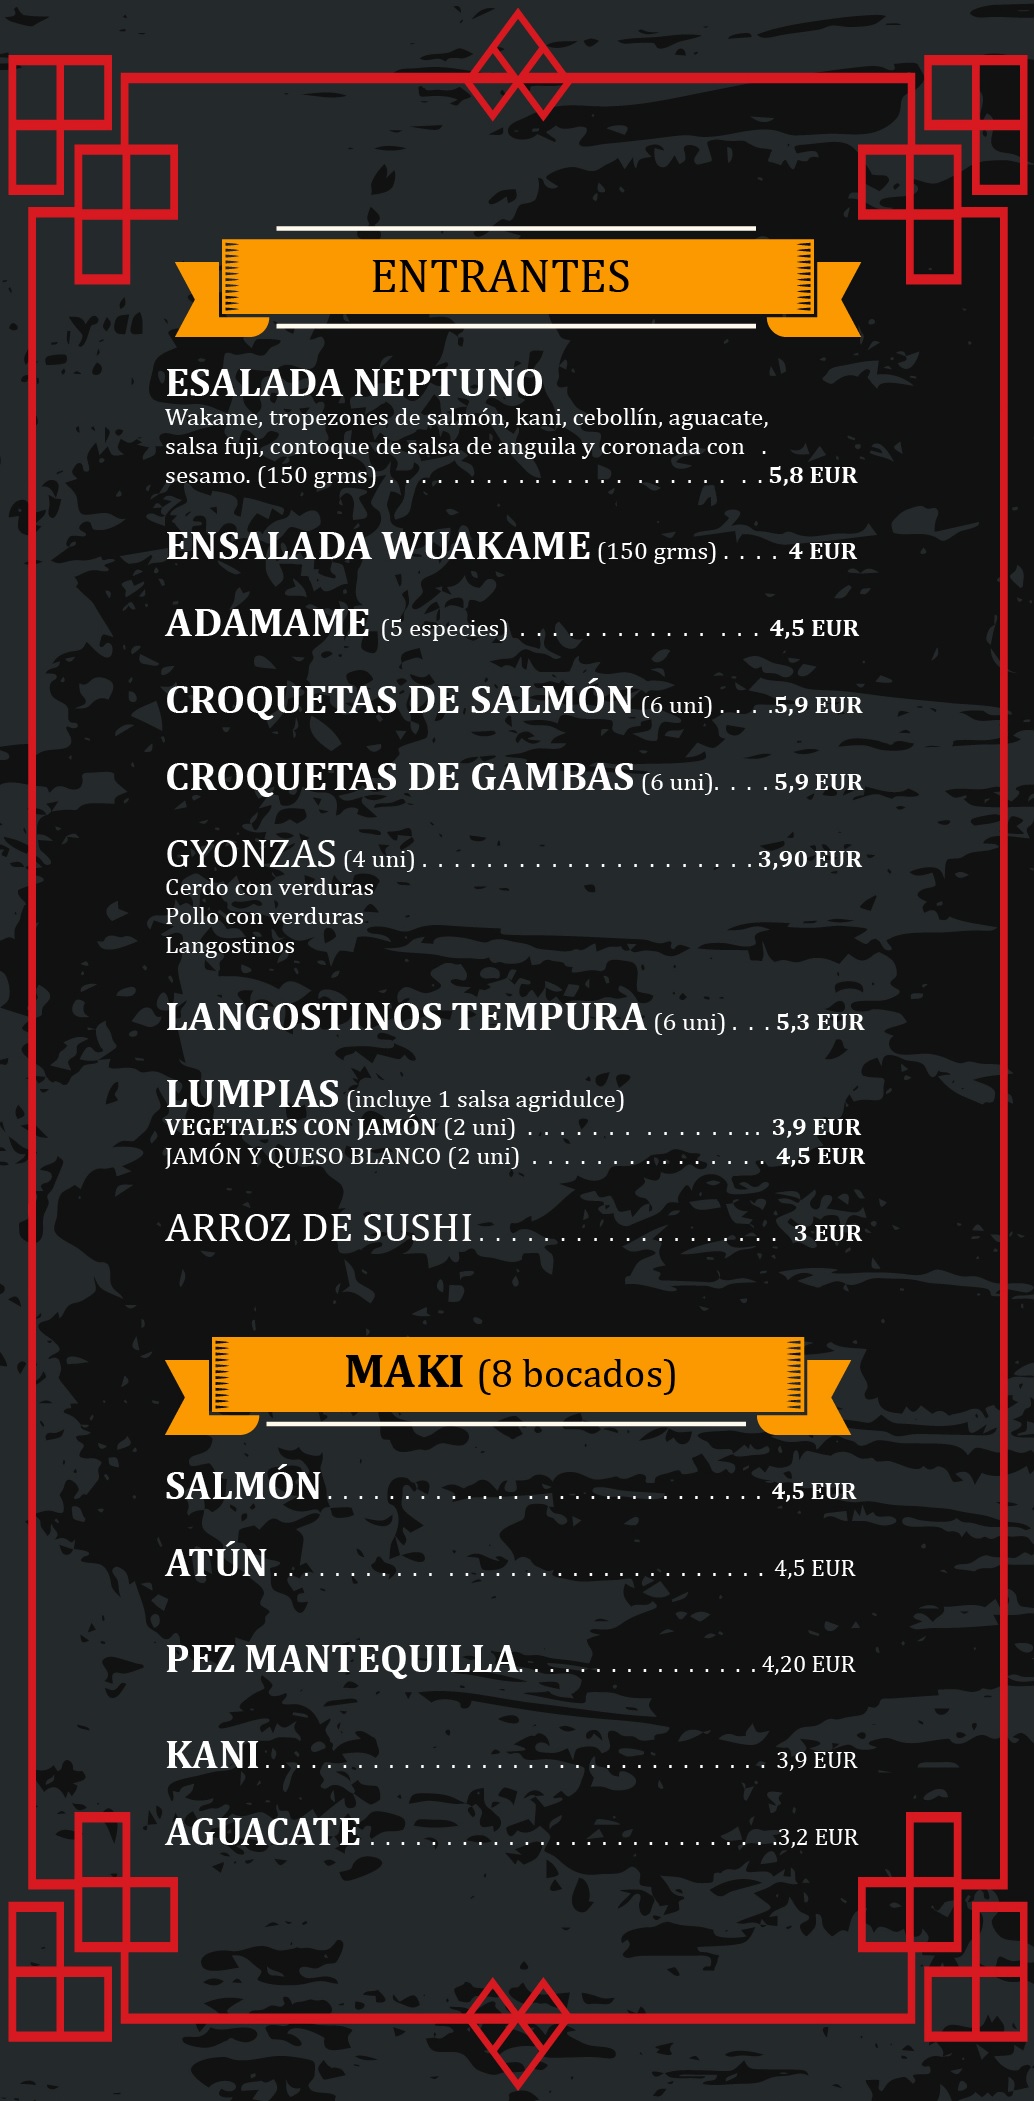 ENTRANTES
ESALADA NEPTUNO
Wakame, tropezones de salmón, kani, cebollín, aguacate,
salsa fuji, contoque de salsa de anguila y coronada con .
sesamo. (150 grms) . . . . . . . . . . . . . . . . . . . . . . . . 5,8 EUR
ENSALADA WUAKAME (150 grms) . . . . 4 EUR
ADAMAME (5 especies) . . . . . . . . . . . . . . . 4,5 EUR
CROQUETAS DE SALMÓN (6 uni) . . . .5,9 EUR
CROQUETAS DE GAMBAS (6 uni). . . . 5,9 EUR
GYONZAS (4 uni) . . . . . . . . . . . . . . . . . . . . . 3,90 EUR
Cerdo con verduras
Pollo con verduras
Langostinos
LANGOSTINOS TEMPURA (6 uni) . . . 5,3 EUR
LUMPIAS (incluye 1 salsa agridulce)
VEGETALES CON JAMÓN (2 uni) . . . . . . . . . . . . . . . 3,9 EUR
JAMÓN Y QUESO BLANCO (2 uni) . . . . . . . . . . . . . . . 4,5 EUR
ARROZ DE SUSHI . . . . . . . . . . . . . . . . . . . 3 EUR
MAKI (8 bocados)
SALMÓN . . . . . . . . . . . . . . . . . . . . . . . . . . . . . 4,5 EUR
ATÚN . . . . . . . . . . . . . . . . . . . . . . . . . . . . . . . . 4,5 EUR
PEZ MANTEQUILLA. . . . . . . . . . . . . . . . 4,20 EUR
KANI . . . . . . . . . . . . . . . . . . . . . . . . . . . . . . . . . 3,9 EUR
AGUACATE . . . . . . . . . . . . . . . . . . . . . . . . . . .3,2 EUR